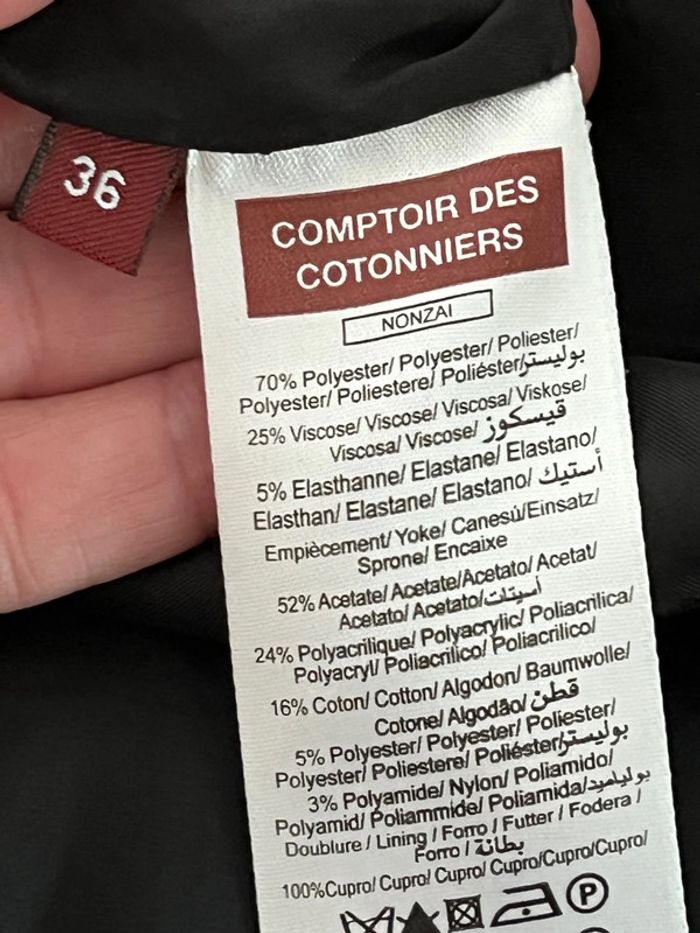 36
COMPTOIR DES
COTONNIERS
NONZAI
70% Polyester/ Polyester/ Poliester/
Polyester/ Poliestere/ Poliéster/بوليستر
25% Viscose/ Viscose/ Viscosa/ Viskose/
Viscosa/ Viscose/ ڤيسكوز
5% Elasthanne/ Elastane/ Elastano/
Elasthan/ Elastane/ Elastano/ أستيك
Empiècement/ Yoke/ Canesú/Einsatz/
Sprone/ Encaixe
52% Acetate/ Acetate/Acetato/ Acetat/
Acetato/ Acetato/أسيتات
24% Polyacrilique/ Polyacrylic/ Poliacrilica/
Polyacryl/ Poliacrilico/ Poliacrilico/
16% Coton/ Cotton/ Algodon/ Baumwolle/
Cotone/ Algodão/ قطن
5% Polyester/ Polyester/ Poliester/
Polyester/ Poliestere/ Poliéster/بوليستر
3% Polyamide/ Nylon/ Poliamido/
Polyamid/ Poliammide/ Poliamida/بولياميد
Doublure / Lining / Forro / Futter / Fodera /
Forro / بطانة
100%Cupro/ Cupro/ Cupro/ Cupro/Cupro/Cupro/
P